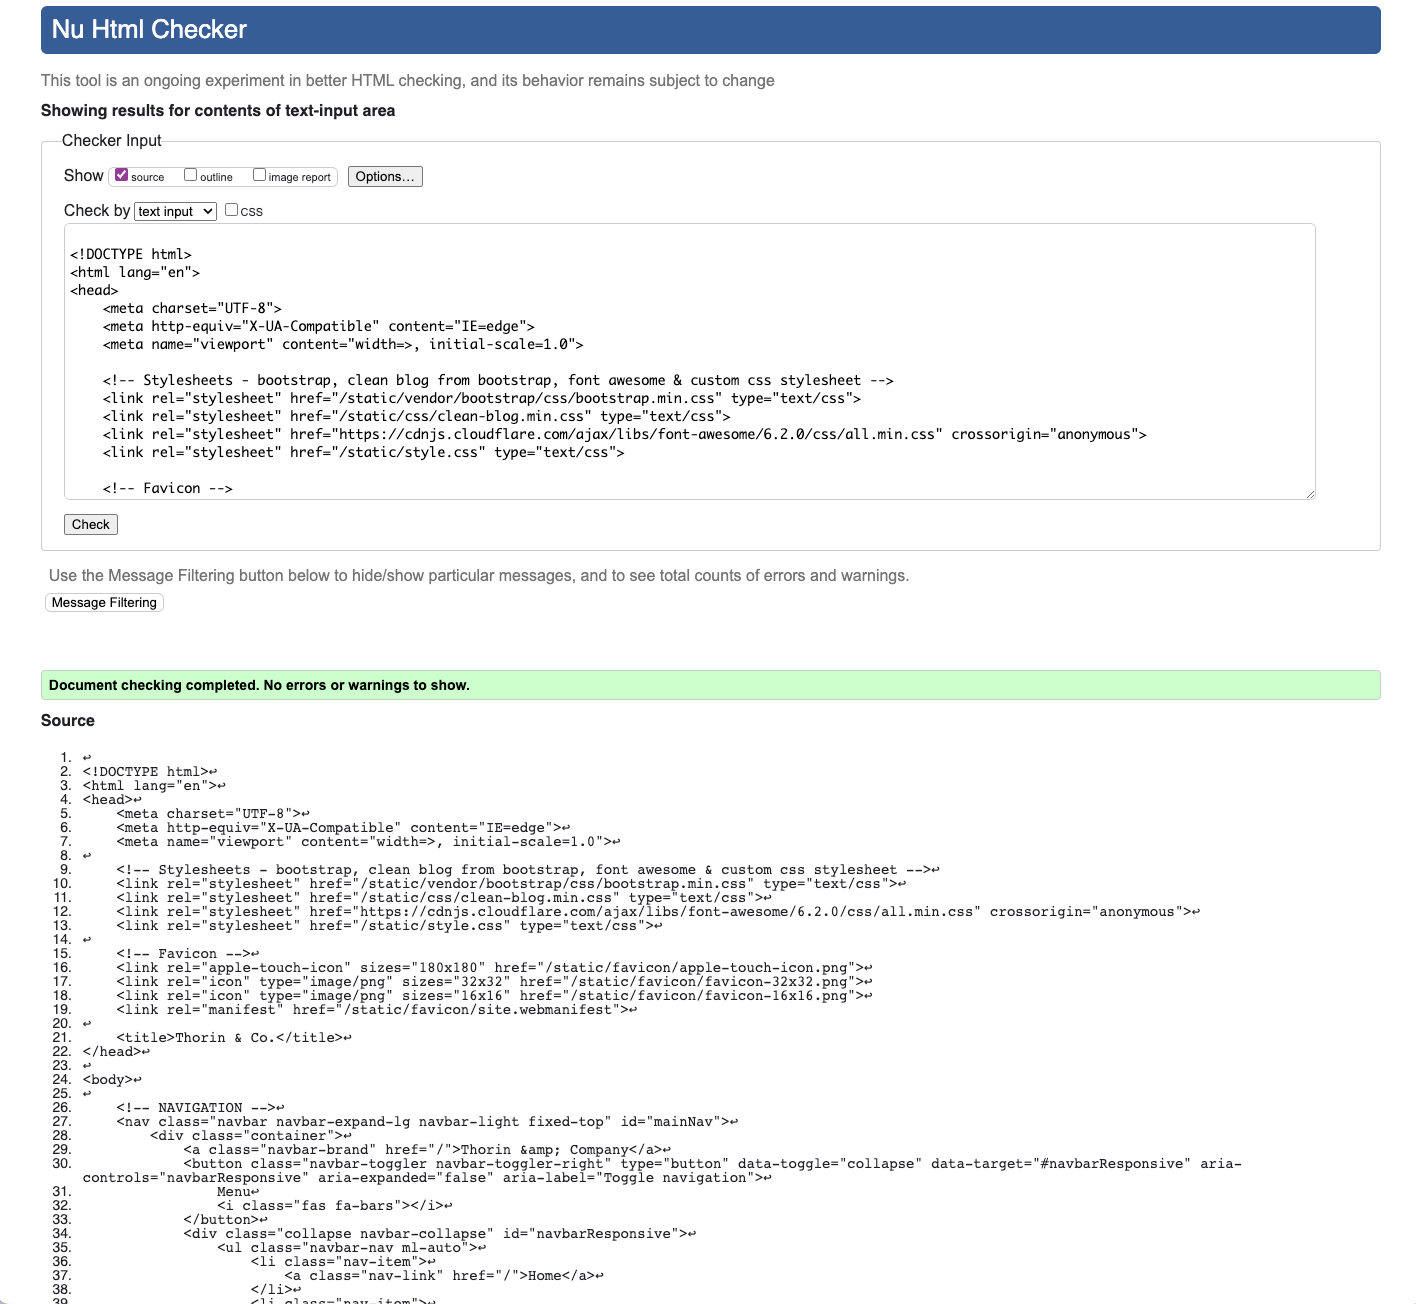 Nu Html Checker
This tool is an ongoing experiment in better HTML checking, and its behavior remains subject to change
Showing results for contents of text-input area
Checker Input
Show source outline image report Options...
Check by text input CSS
<!DOCTYPE html>
<html lang="en">
<head>
    <meta charset="UTF-8">
    <meta http-equiv="X-UA-Compatible" content="IE=edge">
    <meta name="viewport" content="width=>, initial-scale=1.0">
    <!-- Stylesheets - bootstrap, clean blog from bootstrap, font awesome & custom css stylesheet -->
    <link rel="stylesheet" href="/static/vendor/bootstrap/css/bootstrap.min.css" type="text/css">
    <link rel="stylesheet" href="/static/css/clean-blog.min.css" type="text/css">
    <link rel="stylesheet" href="https://cdnjs.cloudflare.com/ajax/libs/font-awesome/6.2.0/css/all.min.css" crossorigin="anonymous">
    <link rel="stylesheet" href="/static/style.css" type="text/css">
    <!-- Favicon -->
Check
Use the Message Filtering button below to hide/show particular messages, and to see total counts of errors and warnings.
Message Filtering
Document checking completed. No errors or warnings to show.
Source
1. ↩
2. <!DOCTYPE html>↩
3. <html lang="en">↩
4. <head>↩
5.     <meta charset="UTF-8">↩
6.     <meta http-equiv="X-UA-Compatible" content="IE=edge">↩
7.     <meta name="viewport" content="width=>, initial-scale=1.0">↩
8. ↩
9.     <!-- Stylesheets - bootstrap, clean blog from bootstrap, font awesome & custom css stylesheet -->↩
10.     <link rel="stylesheet" href="/static/vendor/bootstrap/css/bootstrap.min.css" type="text/css">↩
11.     <link rel="stylesheet" href="/static/css/clean-blog.min.css" type="text/css">↩
12.     <link rel="stylesheet" href="https://cdnjs.cloudflare.com/ajax/libs/font-awesome/6.2.0/css/all.min.css" crossorigin="anonymous">↩
13.     <link rel="stylesheet" href="/static/style.css" type="text/css">↩
14. ↩
15.     <!-- Favicon -->↩
16.     <link rel="apple-touch-icon" sizes="180x180" href="/static/favicon/apple-touch-icon.png">↩
17.     <link rel="icon" type="image/png" sizes="32x32" href="/static/favicon/favicon-32x32.png">↩
18.     <link rel="icon" type="image/png" sizes="16x16" href="/static/favicon/favicon-16x16.png">↩
19.     <link rel="manifest" href="/static/favicon/site.webmanifest">↩
20. ↩
21.     <title>Thorin & Co.</title>↩
22. </head>↩
23. ↩
24. <body>↩
25. ↩
26.     <!-- NAVIGATION -->↩
27.     <nav class="navbar navbar-expand-lg navbar-light fixed-top" id="mainNav">↩
28.         <div class="container">↩
29.             <a class="navbar-brand" href="/">Thorin &amp; Company</a>↩
30.             <button class="navbar-toggler navbar-toggler-right" type="button" data-toggle="collapse" data-target="#navbarResponsive" aria-
controls="navbarResponsive" aria-expanded="false" aria-label="Toggle navigation">↩
31.                 Menu↩
32.                 <i class="fas fa-bars"></i>↩
33.             </button>↩
34.             <div class="collapse navbar-collapse" id="navbarResponsive">↩
35.                 <ul class="navbar-nav ml-auto">↩
36.                     <li class="nav-item">↩
37.                         <a class="nav-link" href="/">Home</a>↩
38.                     </li>↩
39.                     <li class="nav-item">↩